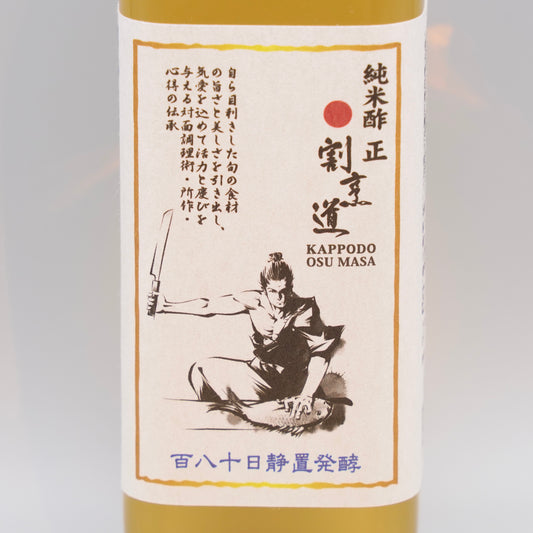 純米酢 正
割烹道
KAPPODO
OSU MASA
自ら目利きした旬の食材
の旨さと美しさを引き出し、
気愛を込めて活力と慶びを
与える対面調理術・所作・
心得の伝承
百八十日静置発酵